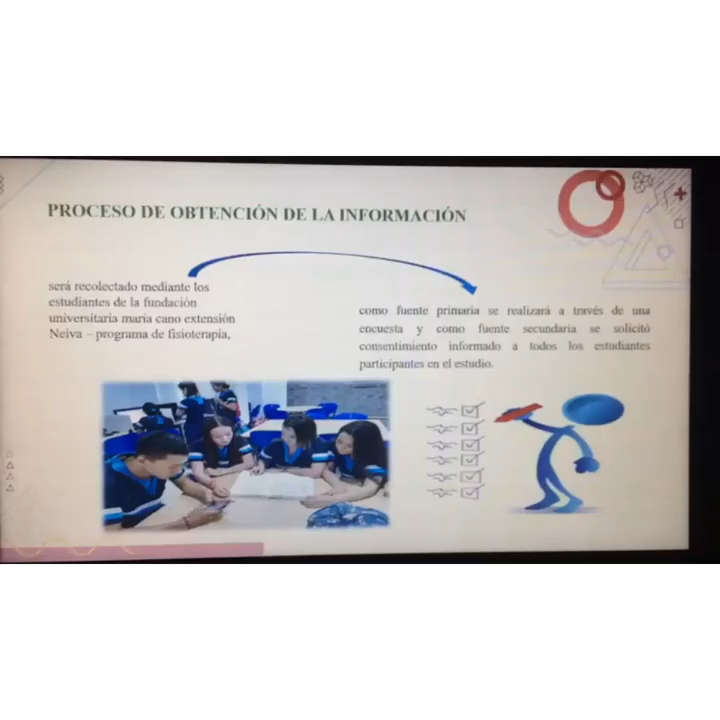 PROCESO DE OBTENCIÓN DE LA INFORMACIÓN
será recolectado mediante los
estudiantes de la fundación
universitaria maria cano extensión
Neiva – programa de fisioterapia,
como fuente primaria se realizará a través de una
encuesta y como fuente secundaria se solicitó
consentimiento informado a todos los estudiantes
participantes en el estudio.